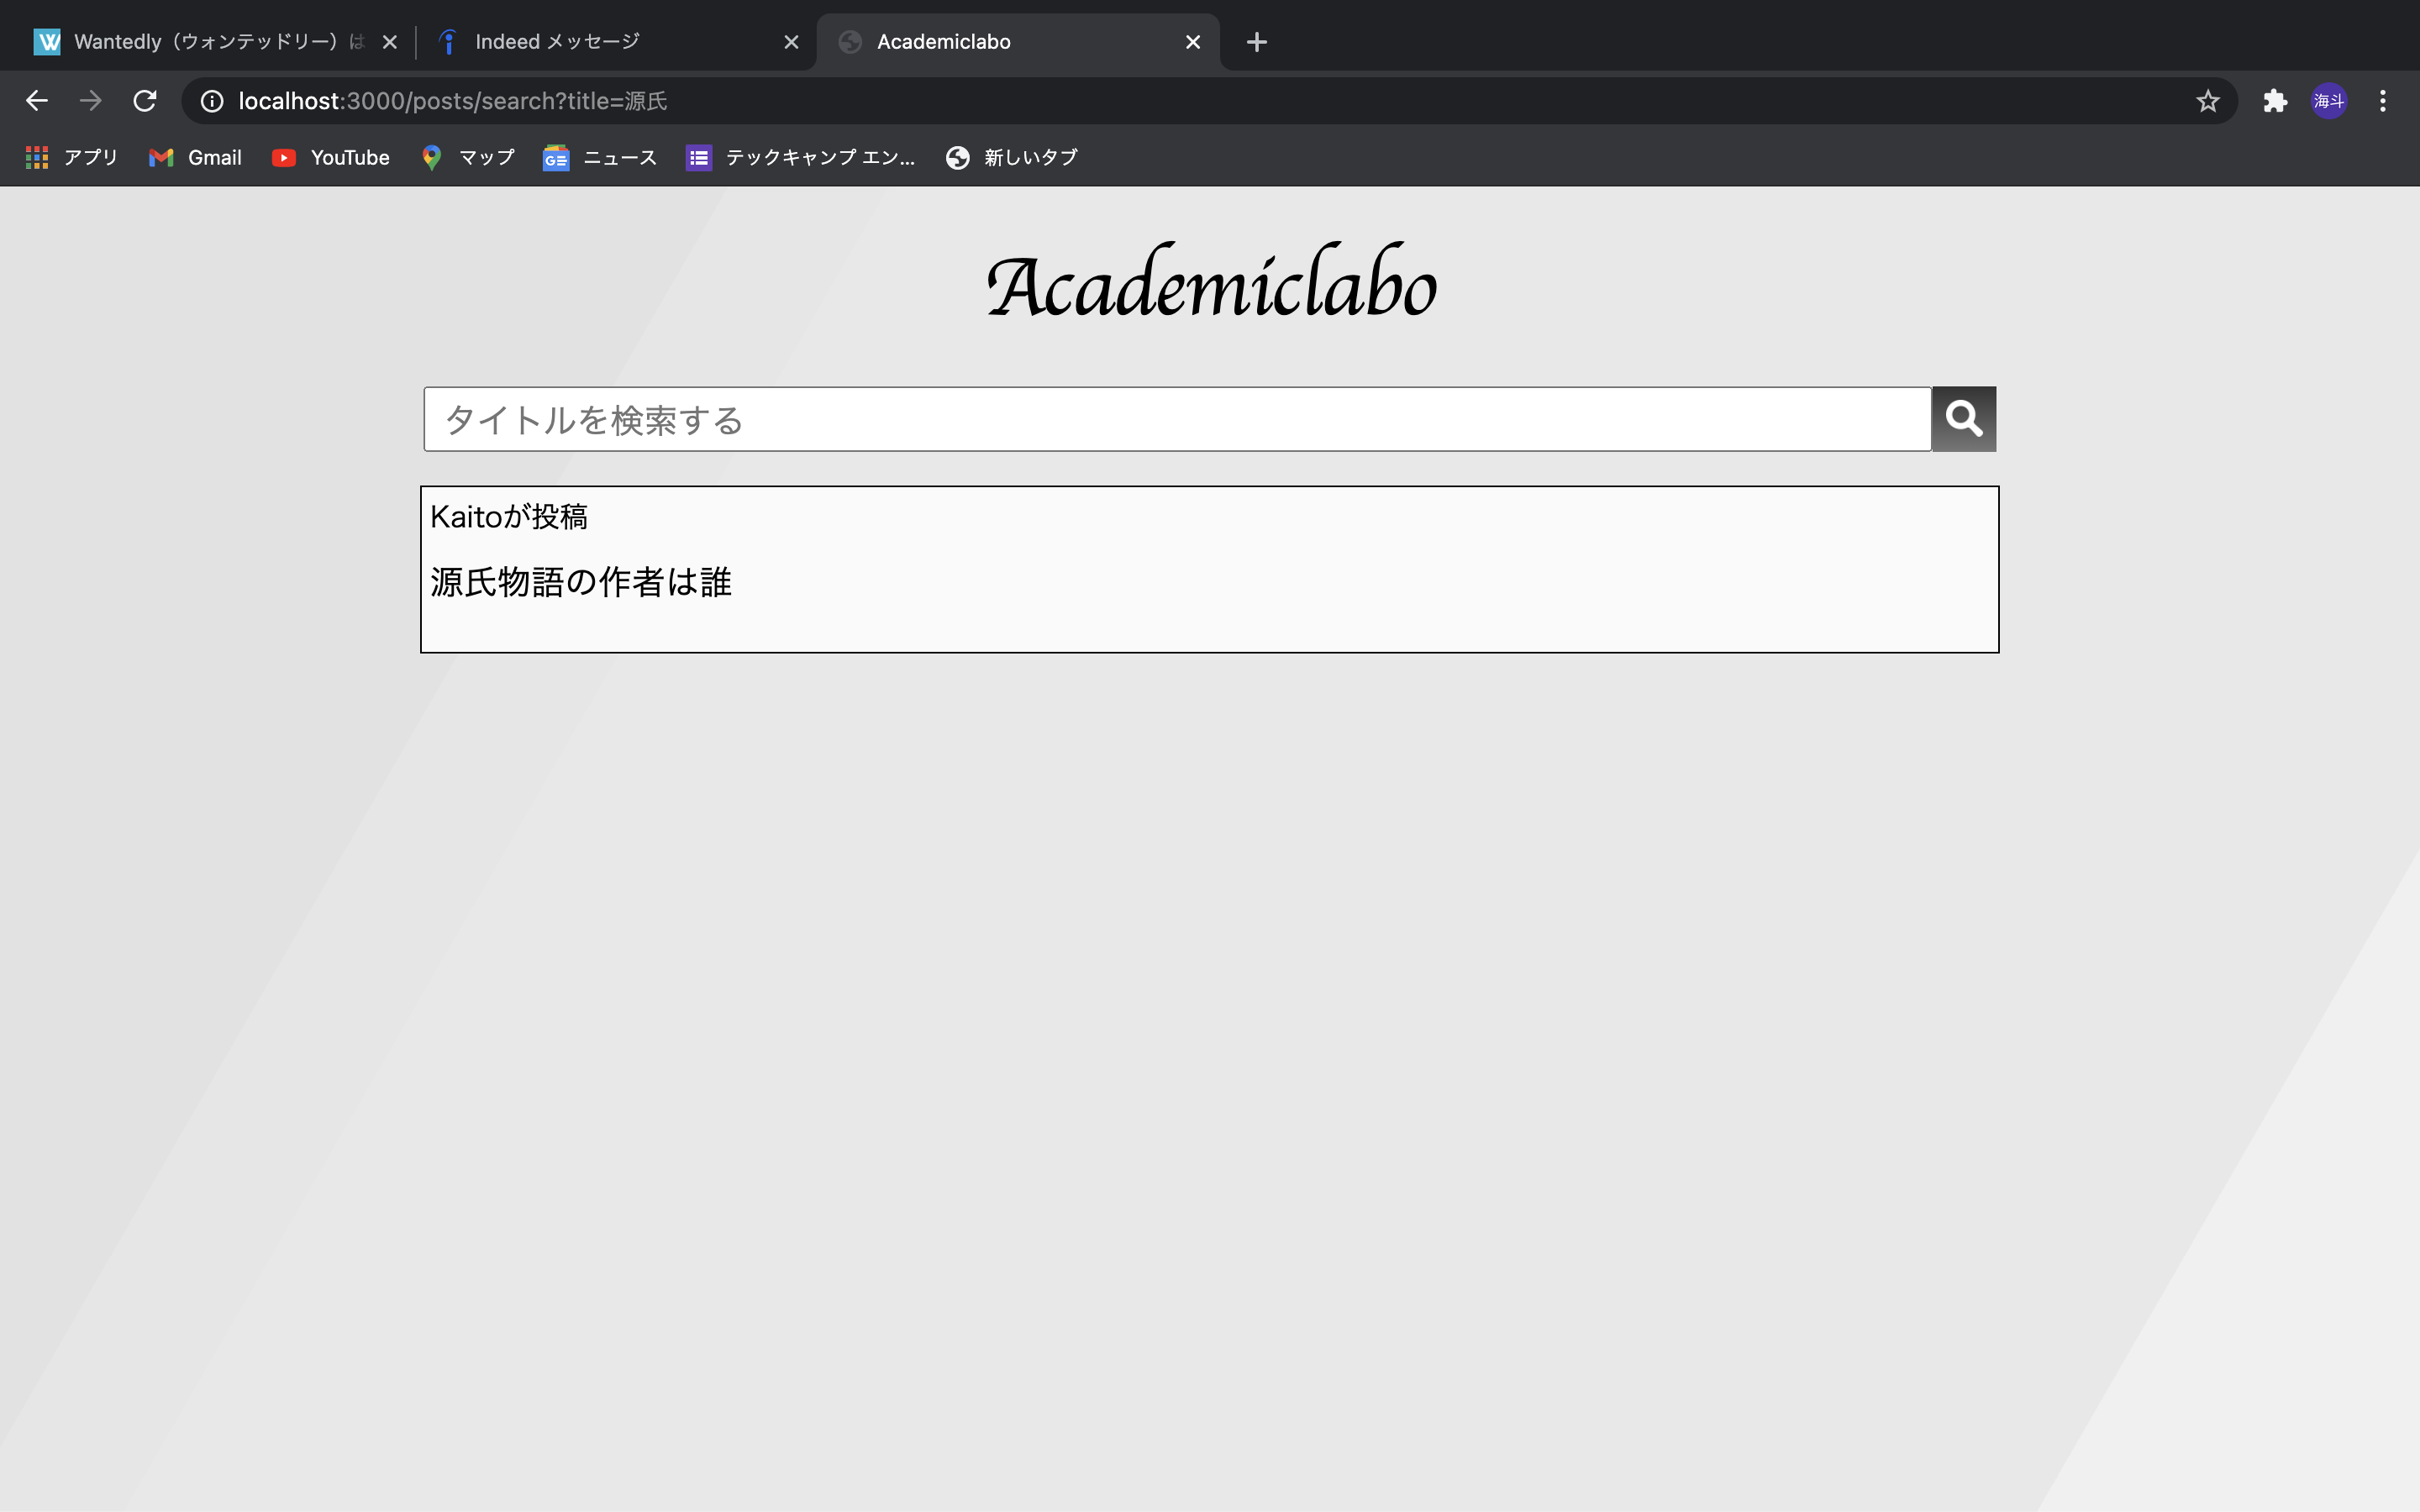 Wantedly（ウォンテッドリー）は
Indeed メッセージ
Academiclabo
localhost:3000/posts/search?title=源氏
海斗
アプリ
Gmail
YouTube
マップ
ニュース
テックキャンプ エン...
新しいタブ
Academiclabo
タイトルを検索する
Kaitoが投稿
源氏物語の作者は誰